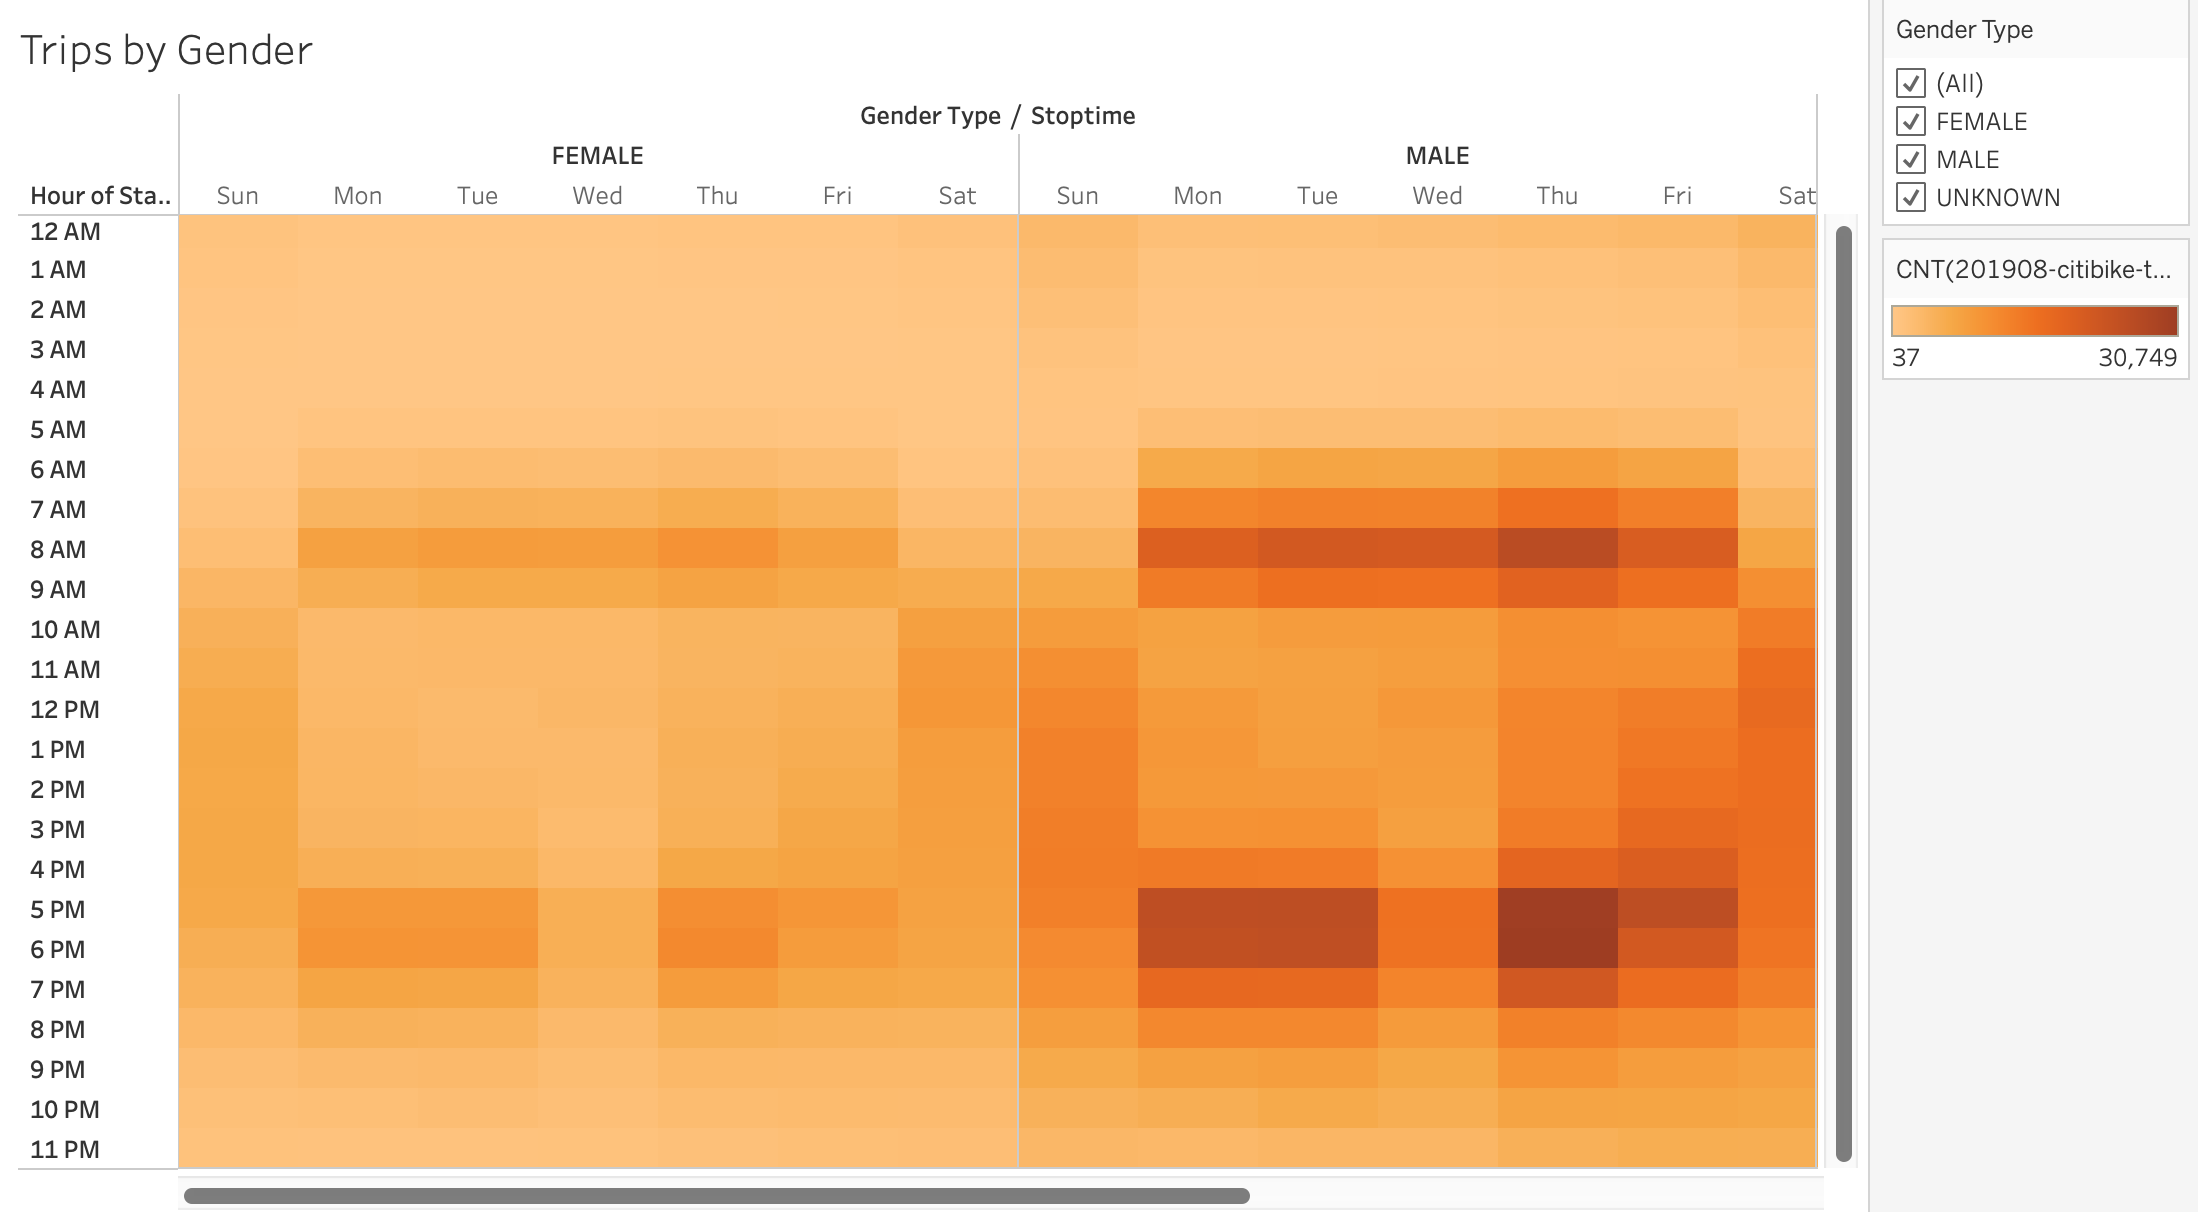 Trips by Gender
Gender Type / Stoptime
FEMALE MALE
Hour of Sta.. Sun Mon Tue Wed Thu Fri Sat Sun Mon Tue Wed Thu Fri Sat
12 AM
1 AM
2 AM
3 AM
4 AM
5 AM
6 AM
7 AM
8 AM
9 AM
10 AM
11 AM
12 PM
1 PM
2 PM
3 PM
4 PM
5 PM
6 PM
7 PM
8 PM
9 PM
10 PM
11 PM
Gender Type
(All)
FEMALE
MALE
UNKNOWN
CNT(201908-citibike-t...
37 30,749